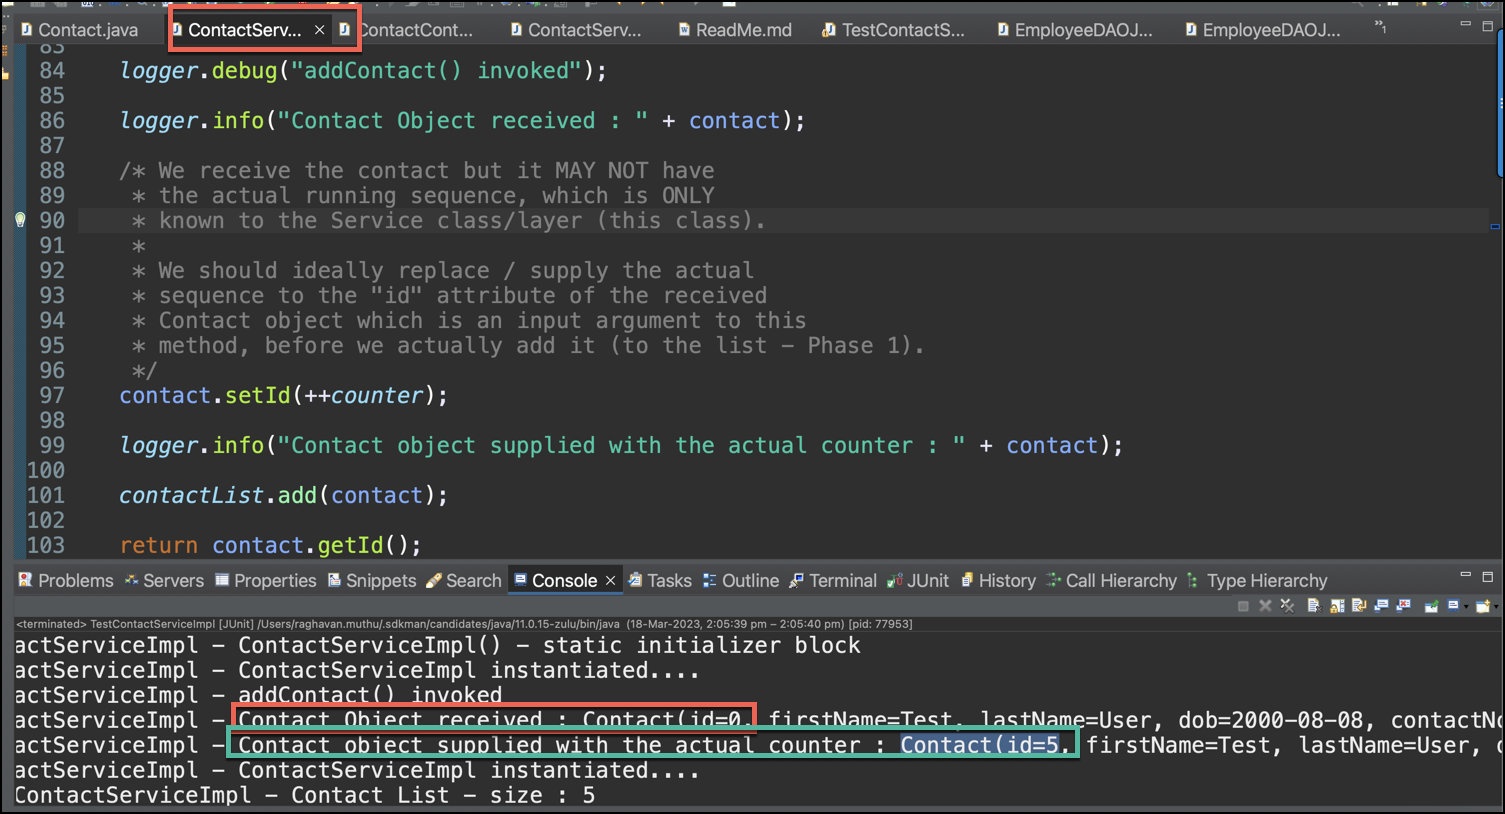 Contact.java ContactServ... ContactCont... ContactServ... ReadMe.md TestContactS... EmployeeDAOJ... EmployeeDAOJ... »1
83
84 logger.debug("addContact() invoked");
85
86 logger.info("Contact Object received : " + contact);
87
88 /* We receive the contact but it MAY NOT have
89 * the actual running sequence, which is ONLY
90 * known to the Service class/layer (this class).
91 *
92 * We should ideally replace / supply the actual
93 * sequence to the "id" attribute of the received
94 * Contact object which is an input argument to this
95 * method, before we actually add it (to the list - Phase 1).
96 */
97 contact.setId(++counter);
98
99 logger.info("Contact object supplied with the actual counter : " + contact);
100
101 contactList.add(contact);
102
103 return contact.getId();
Problems Servers Properties Snippets Search Console Tasks Outline Terminal JUnit History Call Hierarchy Type Hierarchy
<terminated> TestContactServiceImpl [JUnit] /Users/raghavan.muthu/.sdkman/candidates/java/11.0.15-zulu/bin/java (18-Mar-2023, 2:05:39 pm – 2:05:40 pm) [pid: 77953]
actServiceImpl - ContactServiceImpl() - static initializer block
actServiceImpl - ContactServiceImpl instantiated....
actServiceImpl - addContact() invoked
actServiceImpl - Contact Object received : Contact(id=0, firstName=Test, lastName=User, dob=2000-08-08, contactNo
actServiceImpl - Contact object supplied with the actual counter : Contact(id=5, firstName=Test, lastName=User,
actServiceImpl - ContactServiceImpl instantiated....
ContactServiceImpl - Contact List - size : 5